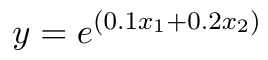 y = e^{(0.1x_1+0.2x_2)}